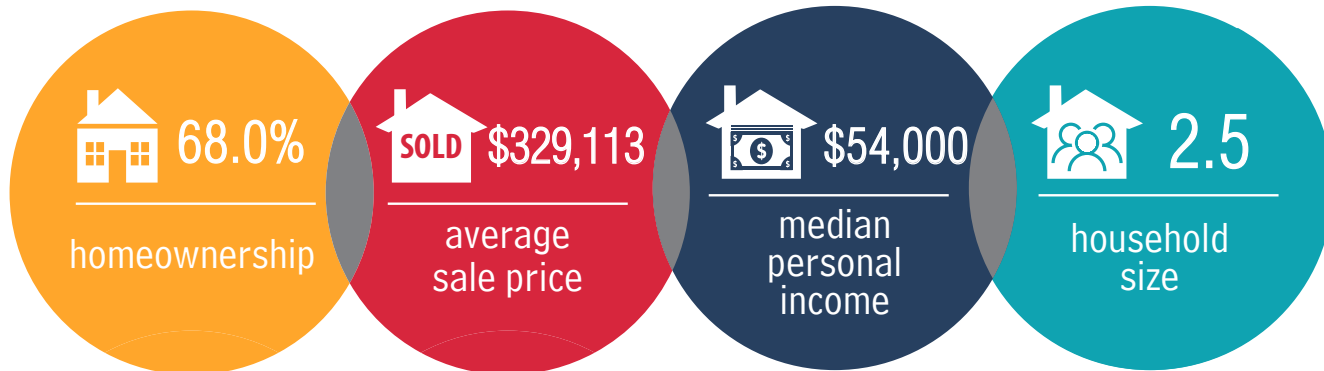 68.0%
homeownership
SOLD
$329,113
average
sale price
$ $
$
$ $
$54,000
median
personal
income
2.5
household
size